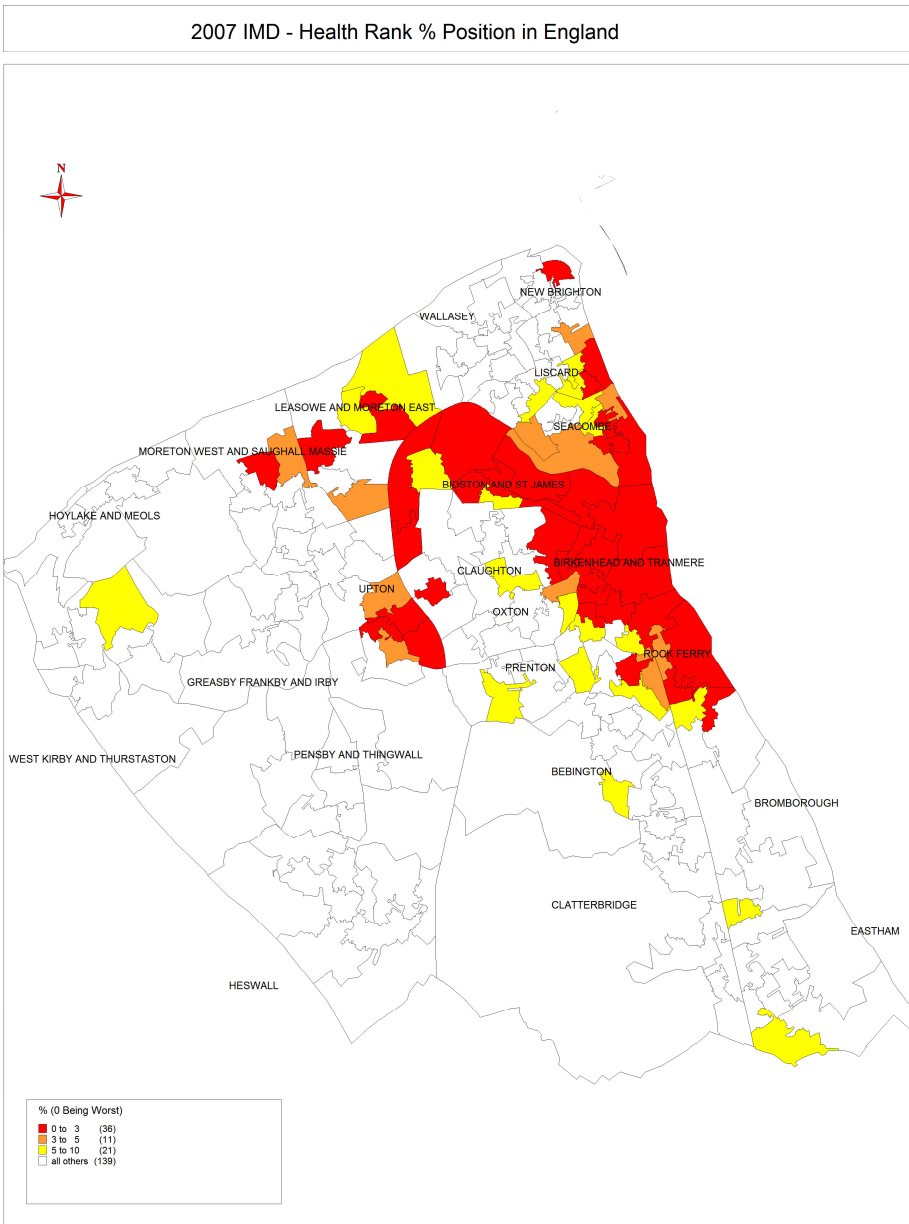 2007 IMD - Health Rank % Position in England
N
NEW BRIGHTON
WALLASEY
LISCARD
LEASOWE AND MORETON EAST
SEACOMBE
MORETON WEST AND SAUGHALL MASSIE
BIDSTON AND ST JAMES
HOYLAKE AND MEOLS
BIRKENHEAD AND TRANMERE
CLAUGHTON
UPTON
OXTON
ROCK FERRY
PRENTON
GREASBY FRANKBY AND IRBY
PENSBY AND THINGWALL
WEST KIRBY AND THURSTASTON
BEBINGTON
BROMBOROUGH
CLATTERBRIDGE
EASTHAM
HESWALL
% (0 Being Worst)
0 to 3 (36)
3 to 5 (11)
5 to 10 (21)
all others (139)